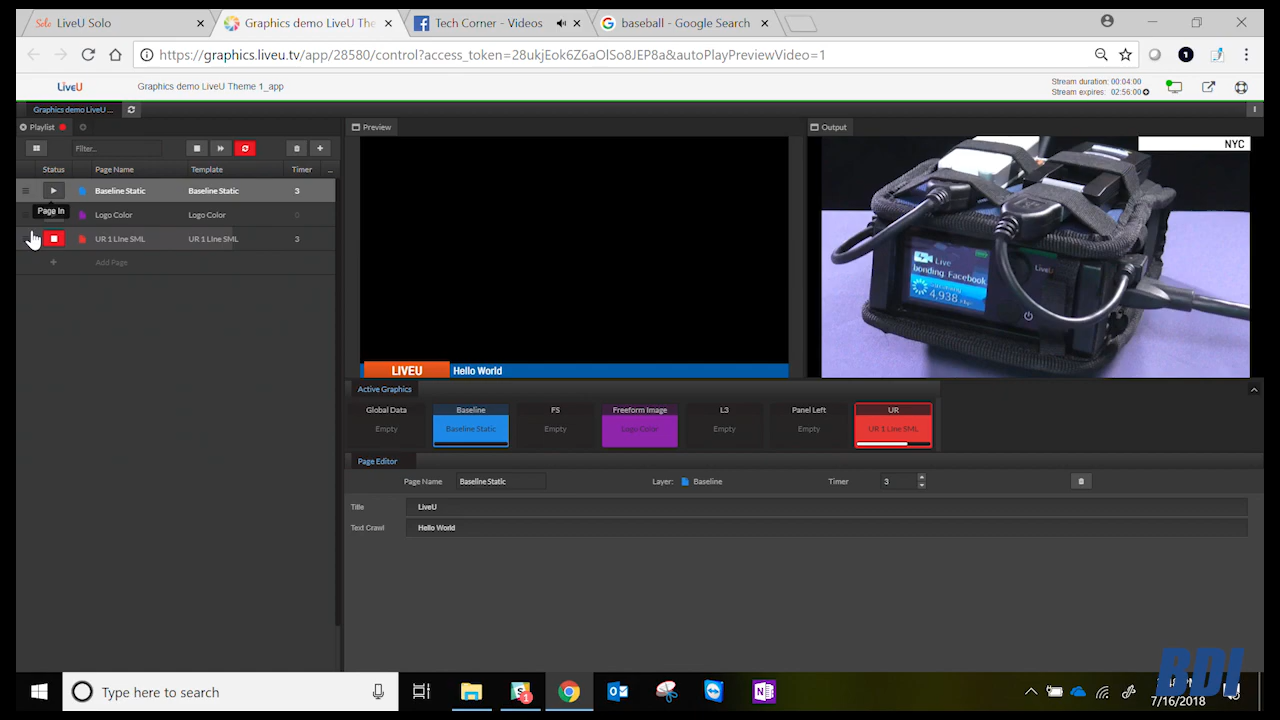 Solo LiveU Solo
Graphics demo LiveU The
Tech Corner - Videos
baseball - Google Search
https://graphics.liveu.tv/app/28580/control?access_token=28ukjEok6Z6aOlSo8JEP8a&autoPlayPreviewVideo=1
LiveU
Graphics demo LiveU Theme 1_app
Stream duration: 00:04:00
Stream expires: 02:56:00
Graphics demo LiveU ...
Playlist
Preview
Output
Filter...
Status Page Name Template Timer ...
Baseline Static Baseline Static 3
Page In
Logo Color Logo Color 0
UR 1 Line SML UR 1 Line SML 3
Add Page
LIVEU Hello World
NYC
Live
bonding. Facebook
4,938
LiveU
Active Graphics
Global Data Baseline FS Freeform Image L3 Panel Left UR
Empty Baseline Static Empty Logo Color Empty Empty UR 1 Line SML
Page Editor
Page Name Baseline Static Layer: Baseline Timer 3
Title LiveU
Text Crawl Hello World
Type here to search
1
BDI
7/16/2018